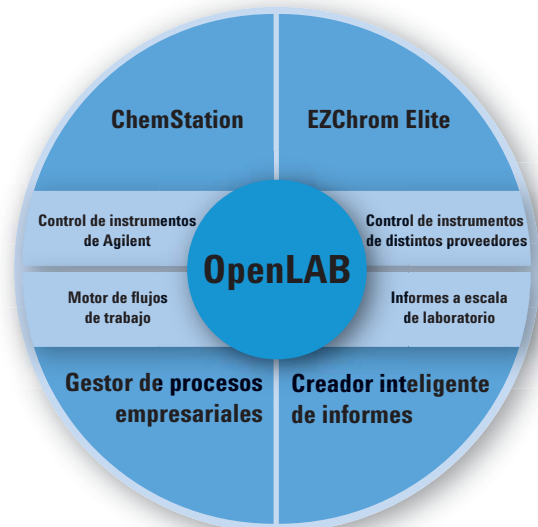 ChemStation
EZChrom Elite
Control de instrumentos
de Agilent
Control de instrumentos
de distintos proveedores
OpenLAB
Motor de flujos
de trabajo
Informes a escala
de laboratorio
Gestor de procesos
empresariales
Creador inteligente
de informes